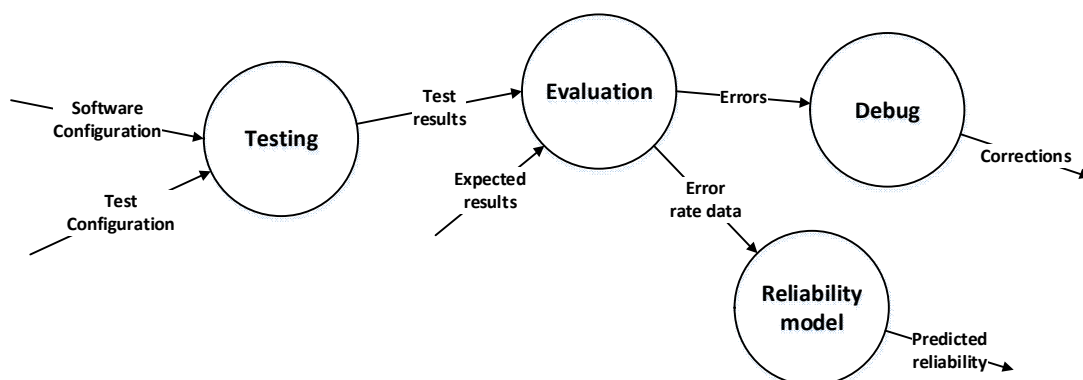 Software
Configuration
Testing
Test
Configuration
Test
results
Evaluation
Expected
results
Errors
Debug
Corrections
Error
rate data
Reliability
model
Predicted
reliability